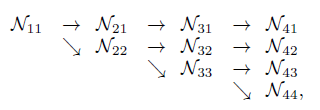 𝒩₁₁ → 𝒩₂₁ → 𝒩₃₁ → 𝒩₄₁
↘ 𝒩₂₂ → 𝒩₃₂ → 𝒩₄₂
↘ 𝒩₃₃ → 𝒩₄₃
↘ 𝒩₄₄,